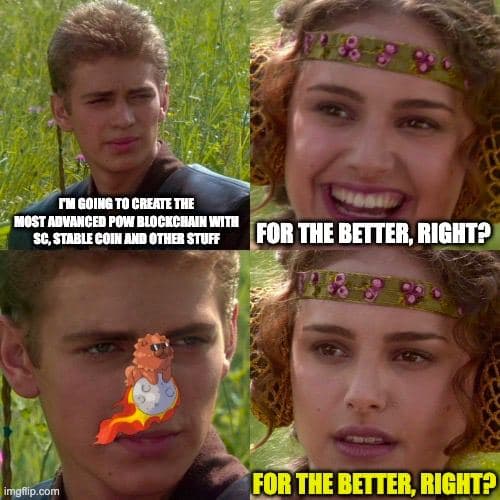 I'M GOING TO CREATE THE
MOST ADVANCED POW BLOCKCHAIN WITH
SC, STABLE COIN AND OTHER STUFF
FOR THE BETTER, RIGHT?
FOR THE BETTER, RIGHT?
imgflip.com